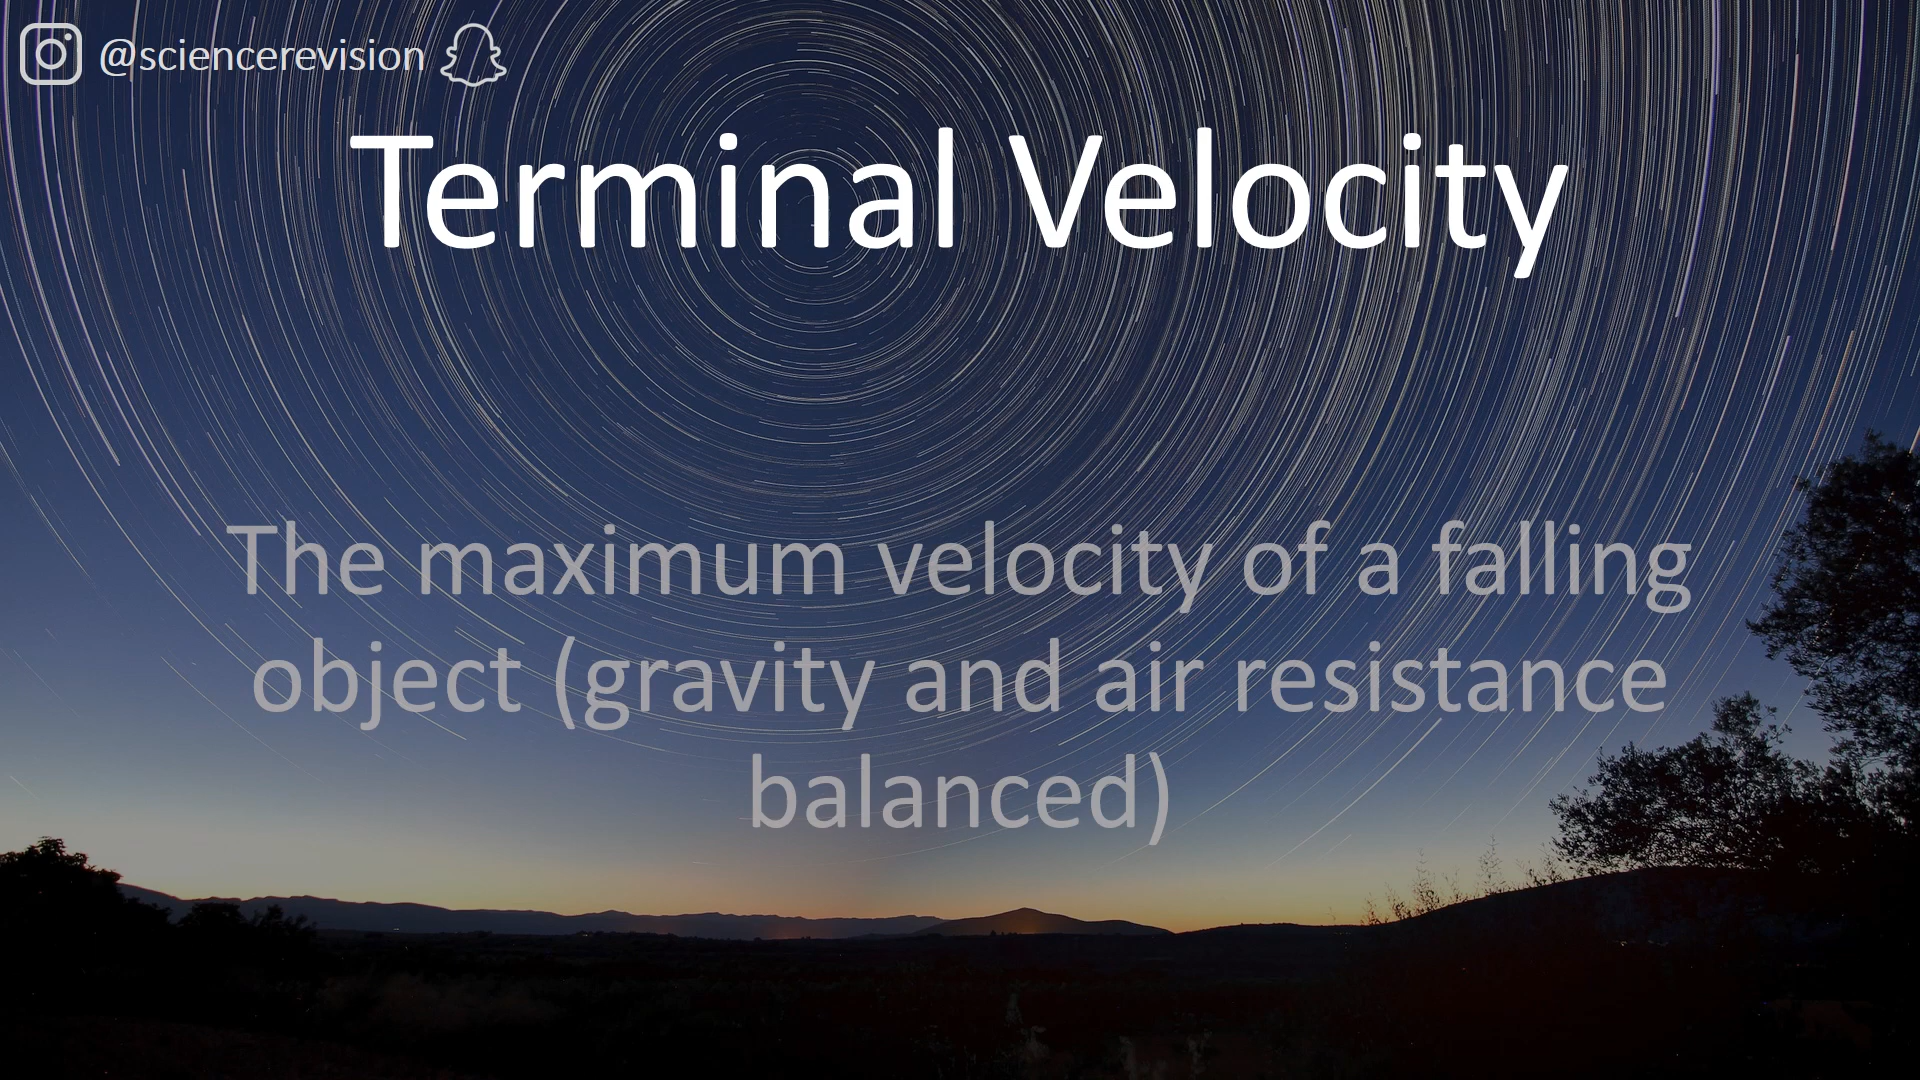 @sciencerevision
Terminal Velocity
The maximum velocity of a falling
object (gravity and air resistance
balanced)